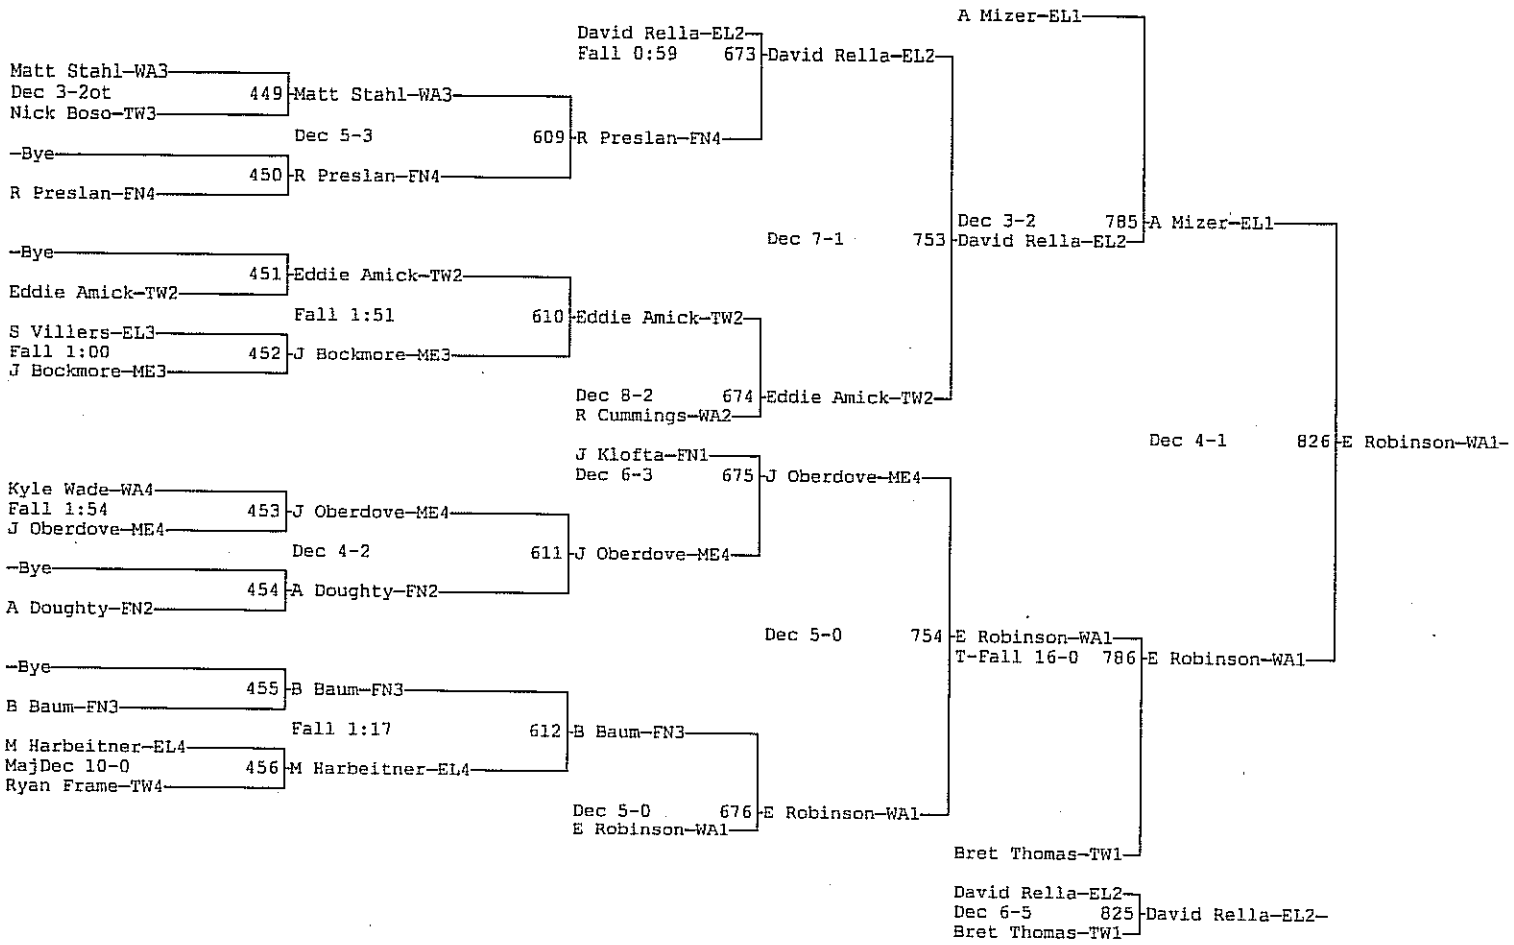 A Mizer—EL1
David Rella—EL2
Fall 0:59 673 David Rella—EL2
Matt Stahl—WA3
Dec 3-2ot 449 Matt Stahl—WA3
Nick Boso—TW3
Dec 5-3 609 R Preslan—FN4
—Bye
450 R Preslan—FN4
R Preslan—FN4
Dec 3-2 785 A Mizer—EL1
Dec 7-1 753 David Rella—EL2
—Bye
451 Eddie Amick—TW2
Eddie Amick—TW2
Fall 1:51 610 Eddie Amick—TW2
S Villers—EL3
Fall 1:00 452 J Bockmore—ME3
J Bockmore—ME3
Dec 8-2 674 Eddie Amick—TW2
R Cummings—WA2
Dec 4-1 826 E Robinson—WA1—
J Klofta—FN1
Dec 6-3 675 J Oberdove—ME4
Kyle Wade—WA4
Fall 1:54 453 J Oberdove—ME4
J Oberdove—ME4
Dec 4-2 611 J Oberdove—ME4
—Bye
454 A Doughty—FN2
A Doughty—FN2
Dec 5-0 754 E Robinson—WA1
T-Fall 16-0 786 E Robinson—WA1
—Bye
455 B Baum—FN3
B Baum—FN3
Fall 1:17 612 B Baum—FN3
M Harbeitner—EL4
MajDec 10-0 456 M Harbeitner—EL4
Ryan Frame—TW4
Dec 5-0 676 E Robinson—WA1
E Robinson—WA1
Bret Thomas—TW1
David Rella—EL2
Dec 6-5 825 David Rella—EL2—
Bret Thomas—TW1